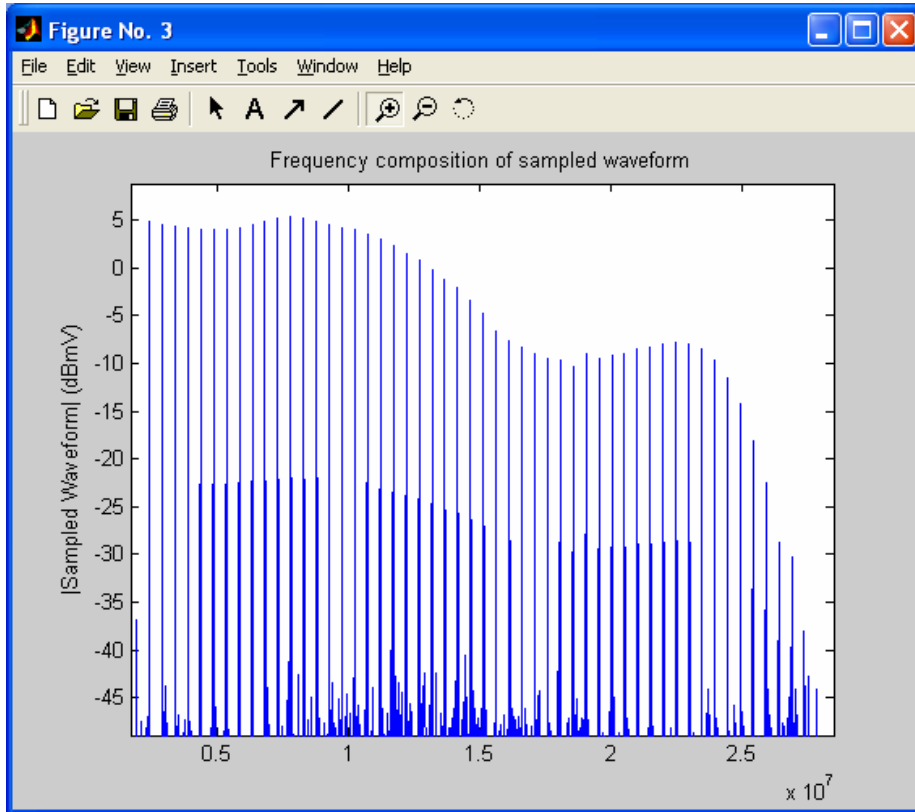 Figure No. 3
File Edit View Insert Tools Window Help
A
Frequency composition of sampled waveform
|Sampled Waveform| (dBmV)
5
0
-5
-10
-15
-20
-25
-30
-35
-40
-45
0.5 1 1.5 2 2.5
x 10^7